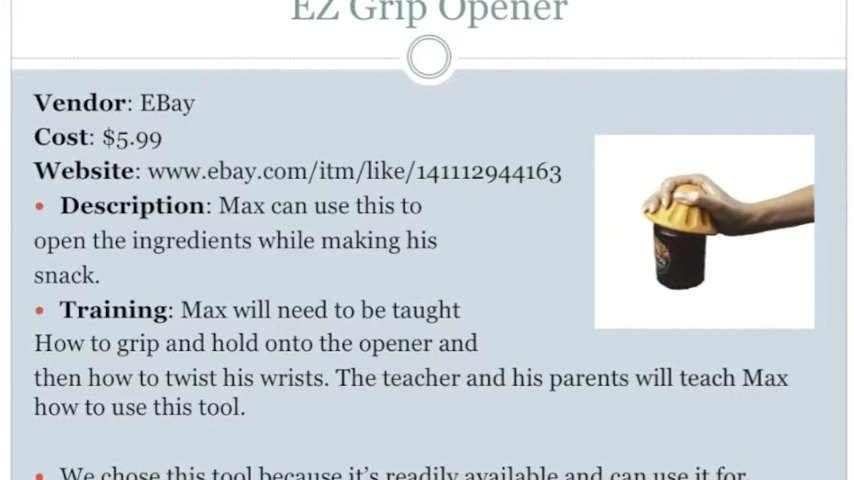 EZ Grip Opener
Vendor: EBay
Cost: $5.99
Website: www.ebay.com/itm/like/141112944163
• Description: Max can use this to
open the ingredients while making his
snack.
• Training: Max will need to be taught
How to grip and hold onto the opener and
then how to twist his wrists. The teacher and his parents will teach Max
how to use this tool.
• We chose this tool because it's readily available and can use it for